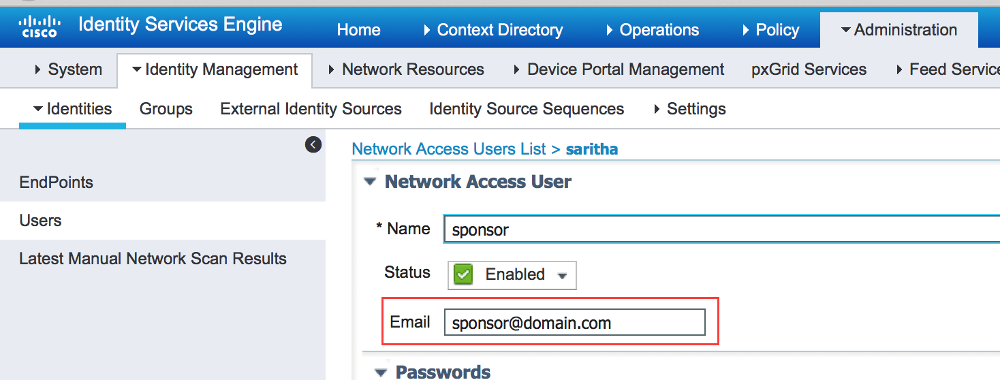 CISCO Identity Services Engine Home Context Directory Operations Policy Administration
System Identity Management Network Resources Device Portal Management pxGrid Services Feed Service
Identities Groups External Identity Sources Identity Source Sequences Settings
Network Access Users List > saritha
EndPoints
Users
Latest Manual Network Scan Results
Network Access User
* Name sponsor
Status Enabled
Email sponsor@domain.com
Passwords